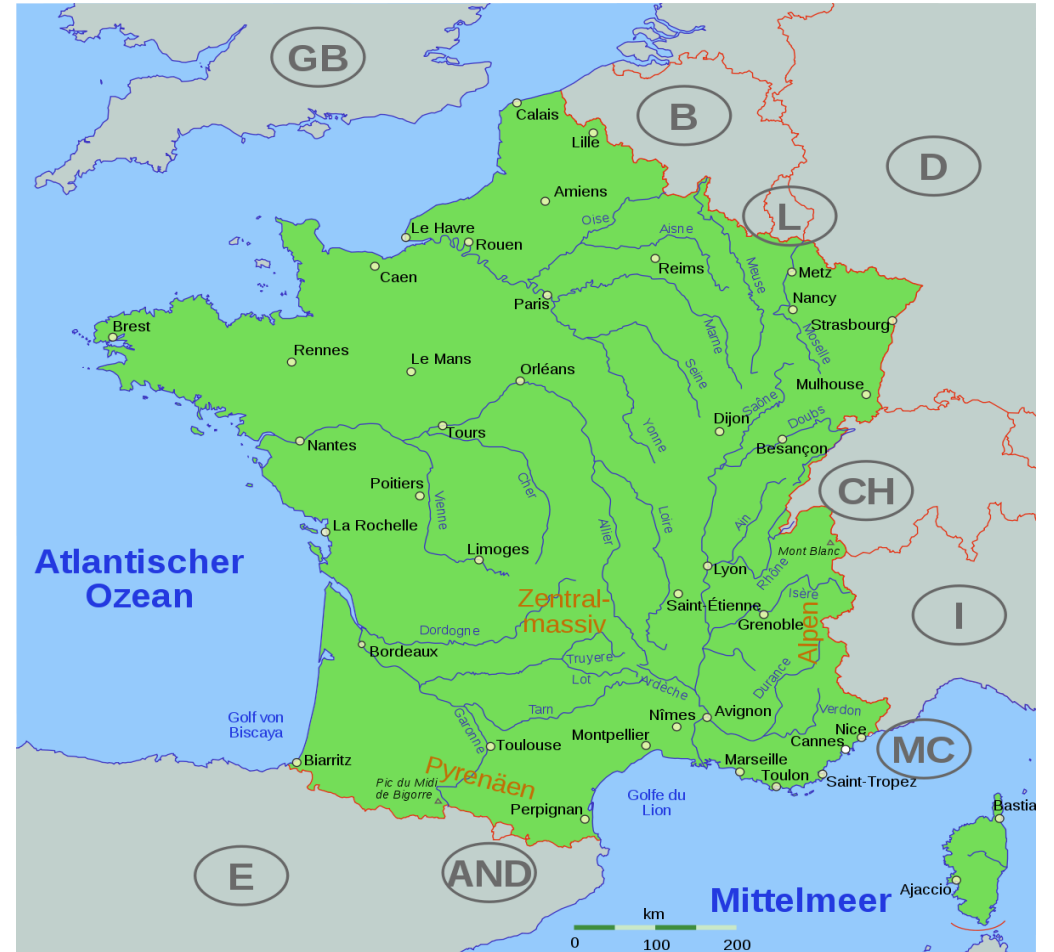 GB
B
D
L
Calais
Lille
Amiens
Oise
Aisne
Le Havre
Rouen
Reims
Meuse
Metz
Caen
Paris
Nancy
Strasbourg
Brest
Marne
Moselle
Rennes
Le Mans
Orléans
Seine
Mulhouse
Saône
Dijon
Doubs
Besançon
Nantes
Tours
Yonne
Poitiers
Vienne
Cher
CH
La Rochelle
Allier
Loire
Ain
Limoges
Mont Blanc
Lyon
Rhône
Atlantischer
Ozean
Zentral-
massiv
Saint-Étienne
Isère
Grenoble
Alpen
I
Dordogne
Bordeaux
Truyere
Lot
Ardèche
Durance
Tarn
Garonne
Nîmes
Avignon
Verdon
Golf von
Biscaya
Toulouse
Montpellier
Nice
Cannes
MC
Biarritz
Pyrenäen
Marseille
Toulon
Saint-Tropez
Pic du Midi
de Bigorre
Golfe du
Lion
Perpignan
Bastia
E
AND
Ajaccio
Mittelmeer
km
0 100 200